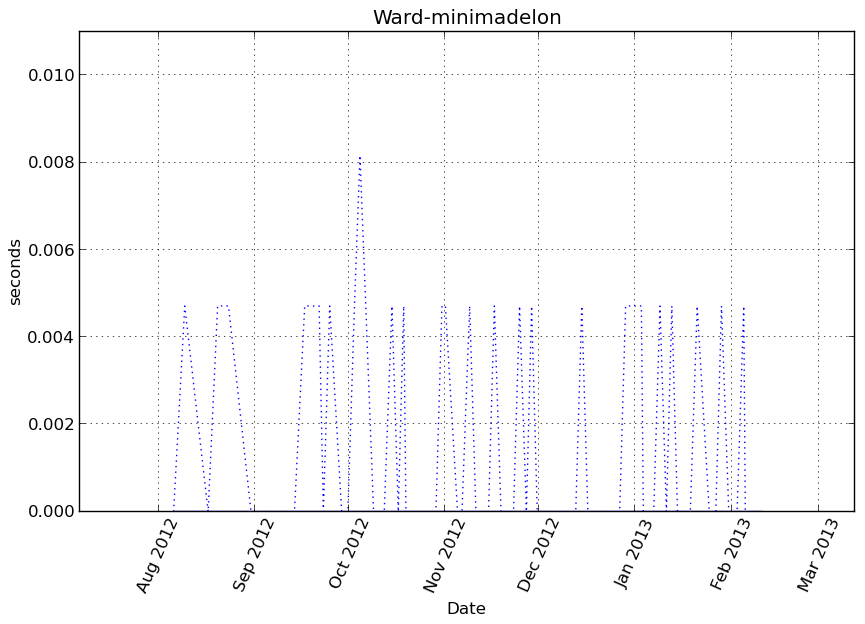 Ward-minimadelon
0.010
0.008
0.006
0.004
0.002
0.000
seconds
Aug 2012
Sep 2012
Oct 2012
Nov 2012
Dec 2012
Jan 2013
Feb 2013
Mar 2013
Date